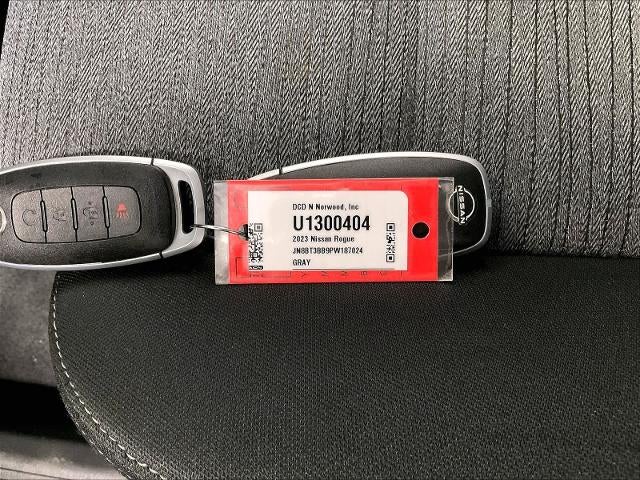 DCD N Norwood, Inc
U1300404
2023 Nissan Rogue
JN8BT3BB9PW187024
GRAY
NISSAN